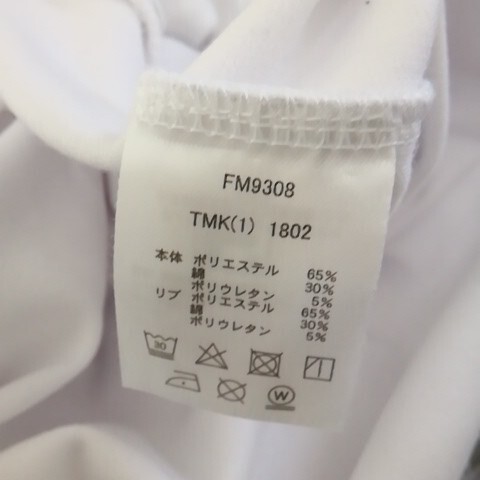 FM9308
TMK(1) 1802
本体 ポリエステル 65%
綿 30%
ポリウレタン 5%
リブ ポリエステル 65%
綿 30%
ポリウレタン 5%
30
W